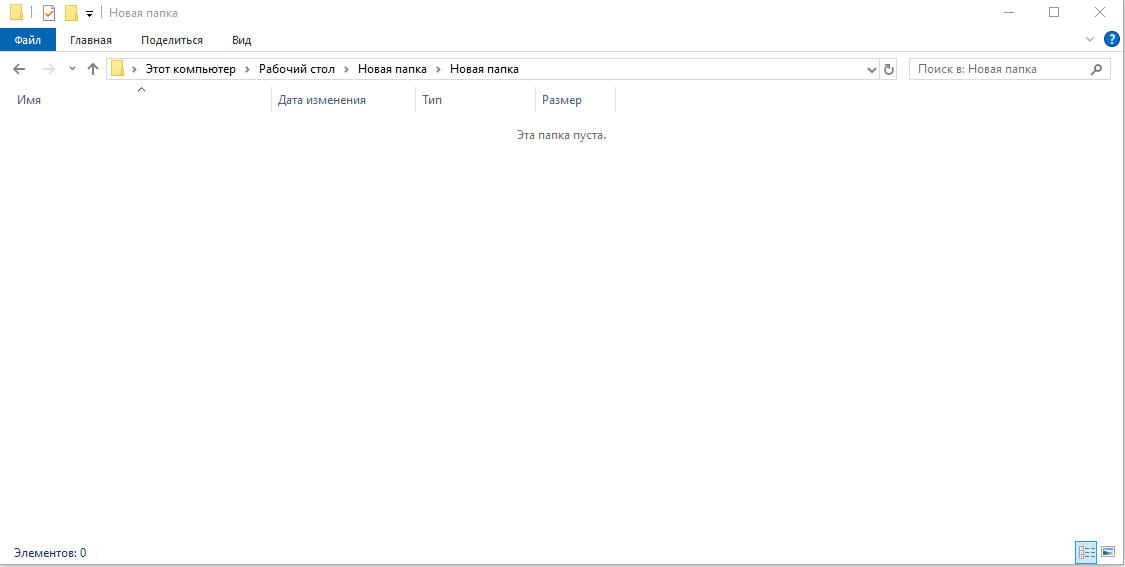 Новая папка
Файл Главная Поделиться Вид
Этот компьютер Рабочий стол Новая папка Новая папка Поиск в: Новая папка
Имя Дата изменения Тип Размер
Эта папка пуста.
Элементов: 0